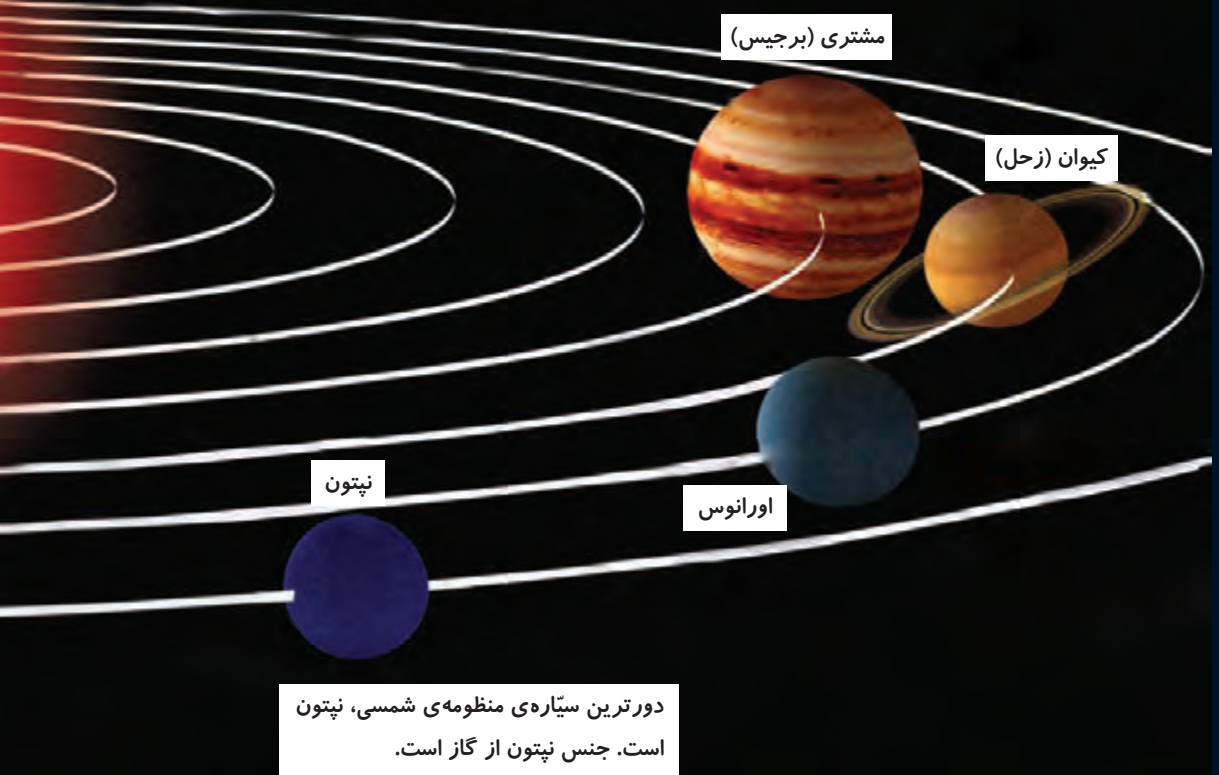 مشتری (برجیس)
کیوان (زحل)
نپتون
اورانوس
دورترین سیّاره‌ی منظومه‌ی شمسی، نپتون
است. جنس نپتون از گاز است.